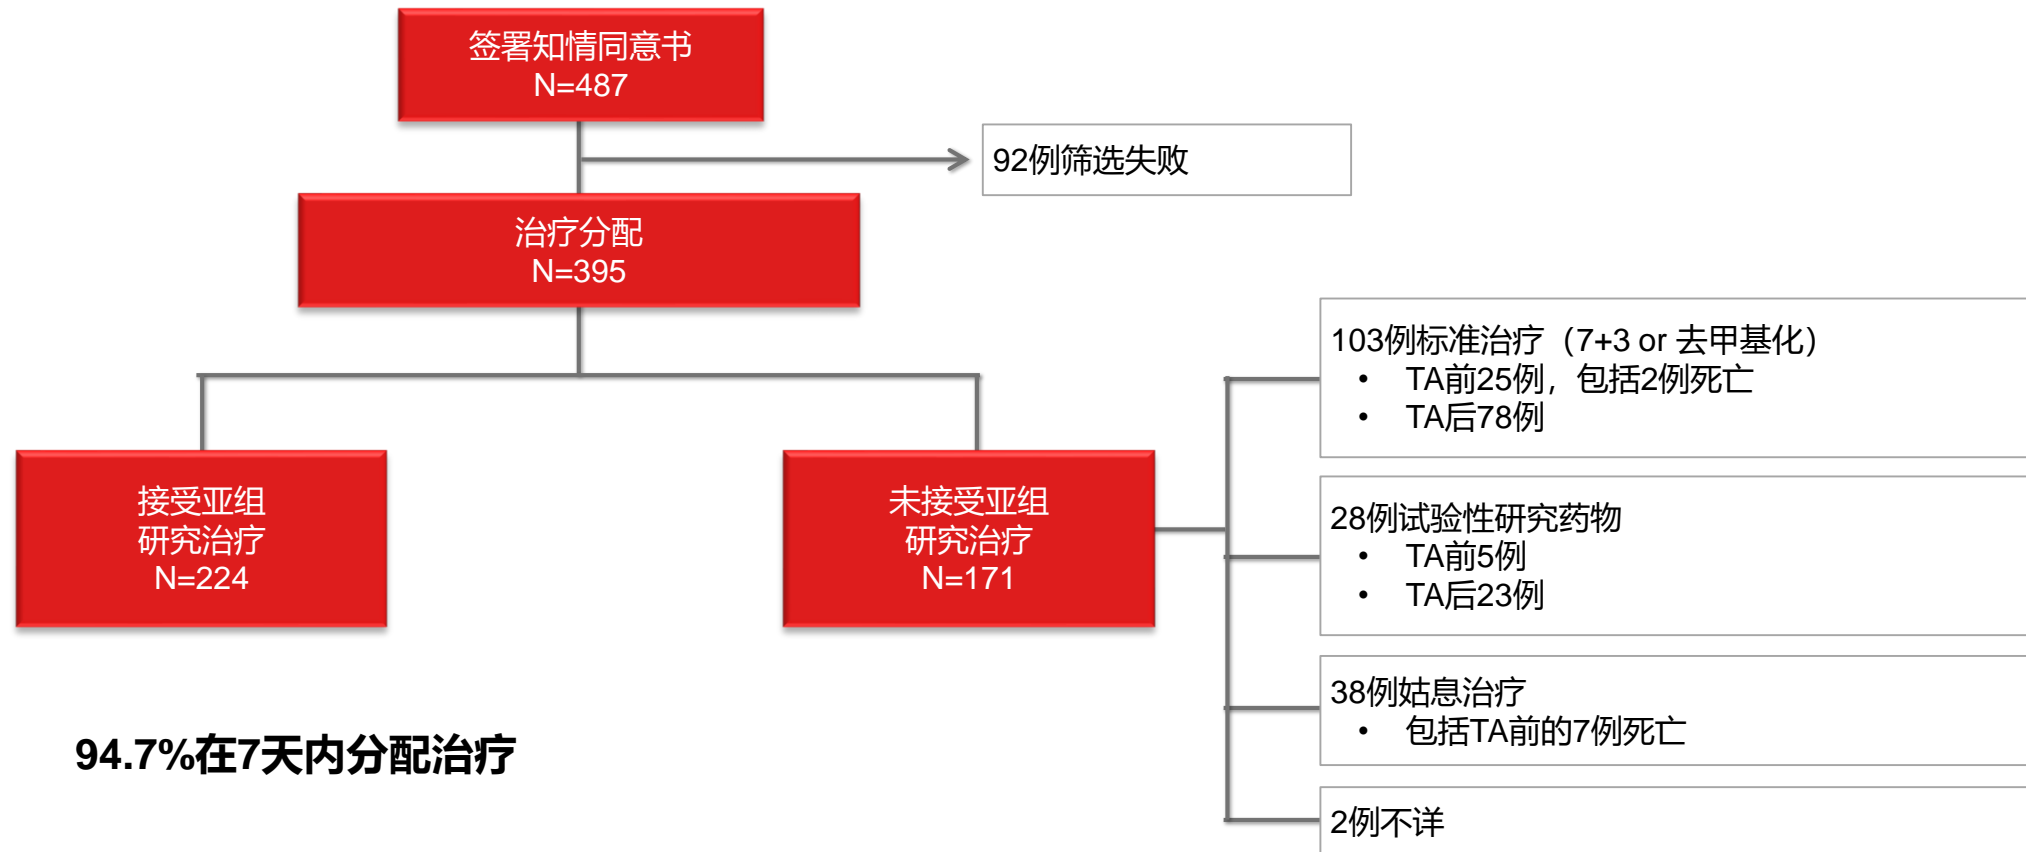 签署知情同意书
N=487
92例筛选失败
治疗分配
N=395
接受亚组
研究治疗
N=224
未接受亚组
研究治疗
N=171
103例标准治疗（7+3 or 去甲基化）
• TA前25例，包括2例死亡
• TA后78例
28例试验性研究药物
• TA前5例
• TA后23例
38例姑息治疗
• 包括TA前的7例死亡
2例不详
94.7%在7天内分配治疗